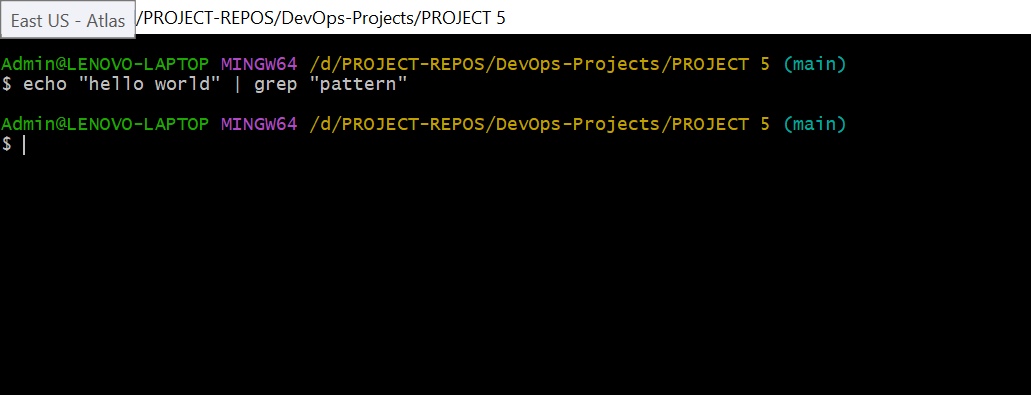 East US - Atlas /PROJECT-REPOS/DevOps-Projects/PROJECT 5
Admin@LENOVO-LAPTOP MINGW64 /d/PROJECT-REPOS/DevOps-Projects/PROJECT 5 (main)
$ echo "hello world" | grep "pattern"
Admin@LENOVO-LAPTOP MINGW64 /d/PROJECT-REPOS/DevOps-Projects/PROJECT 5 (main)
$